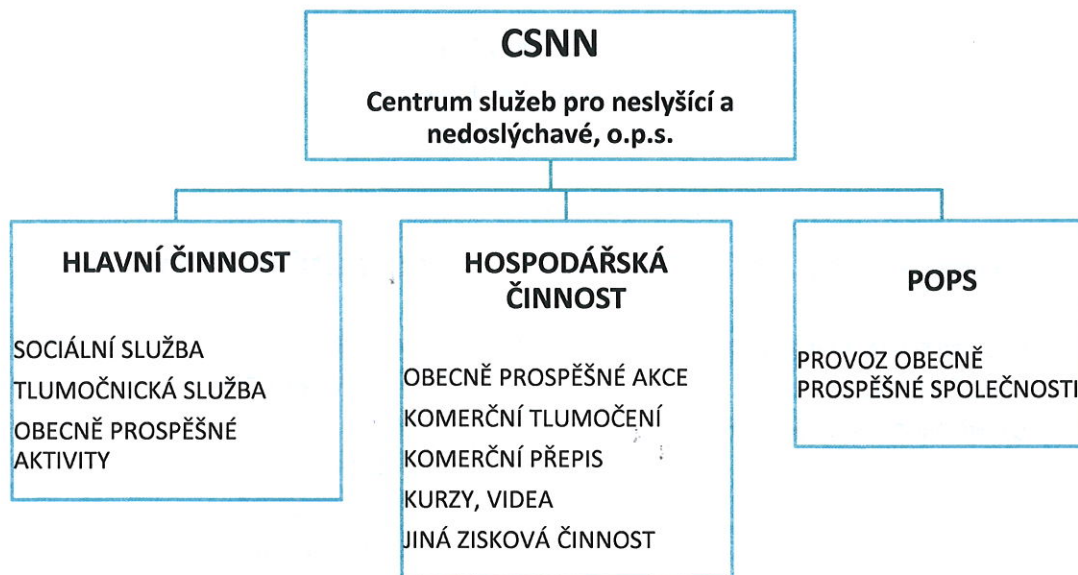 CSNN
Centrum služeb pro neslyšící a
nedoslýchavé, o.p.s.
HLAVNÍ ČINNOST
SOCIÁLNÍ SLUŽBA
TLUMOČNICKÁ SLUŽBA
OBECNĚ PROSPĚŠNÉ
AKTIVITY
HOSPODÁŘSKÁ
ČINNOST
OBECNĚ PROSPĚŠNÉ AKCE
KOMERČNÍ TLUMOČENÍ
KOMERČNÍ PŘEPIS
KURZY, VIDEA
JINÁ ZISKOVÁ ČINNOST
POPS
PROVOZ OBECNĚ
PROSPĚŠNÉ SPOLEČNOSTI